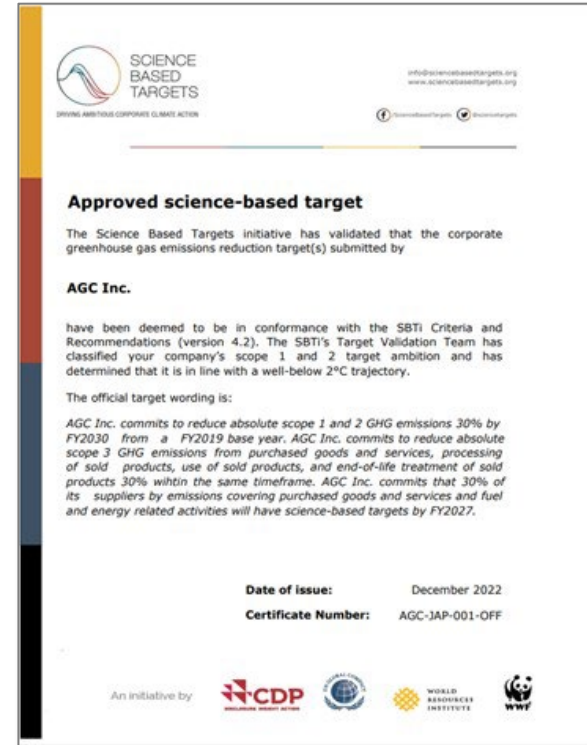 SCIENCE
BASED
TARGETS
DRIVING AMBITIOUS CORPORATE CLIMATE ACTION
info@sciencebasedtargets.org
www.sciencebasedtargets.org
/ScienceBasedTargets @sciencetargets
Approved science-based target
The Science Based Targets initiative has validated that the corporate
greenhouse gas emissions reduction target(s) submitted by
AGC Inc.
have been deemed to be in conformance with the SBTi Criteria and
Recommendations (version 4.2). The SBTi's Target Validation Team has
classified your company's scope 1 and 2 target ambition and has
determined that it is in line with a well-below 2°C trajectory.
The official target wording is:
AGC Inc. commits to reduce absolute scope 1 and 2 GHG emissions 30% by
FY2030 from a FY2019 base year. AGC Inc. commits to reduce absolute
scope 3 GHG emissions from purchased goods and services, processing
of sold products, use of sold products, and end-of-life treatment of sold
products 30% wihtin the same timeframe. AGC Inc. commits that 30% of
its suppliers by emissions covering purchased goods and services and fuel
and energy related activities will have science-based targets by FY2027.
Date of issue: December 2022
Certificate Number: AGC-JAP-001-OFF
An initiative by
CDP
DISCLOSURE INSIGHT ACTION
WORLD
RESOURCES
INSTITUTE
WWF